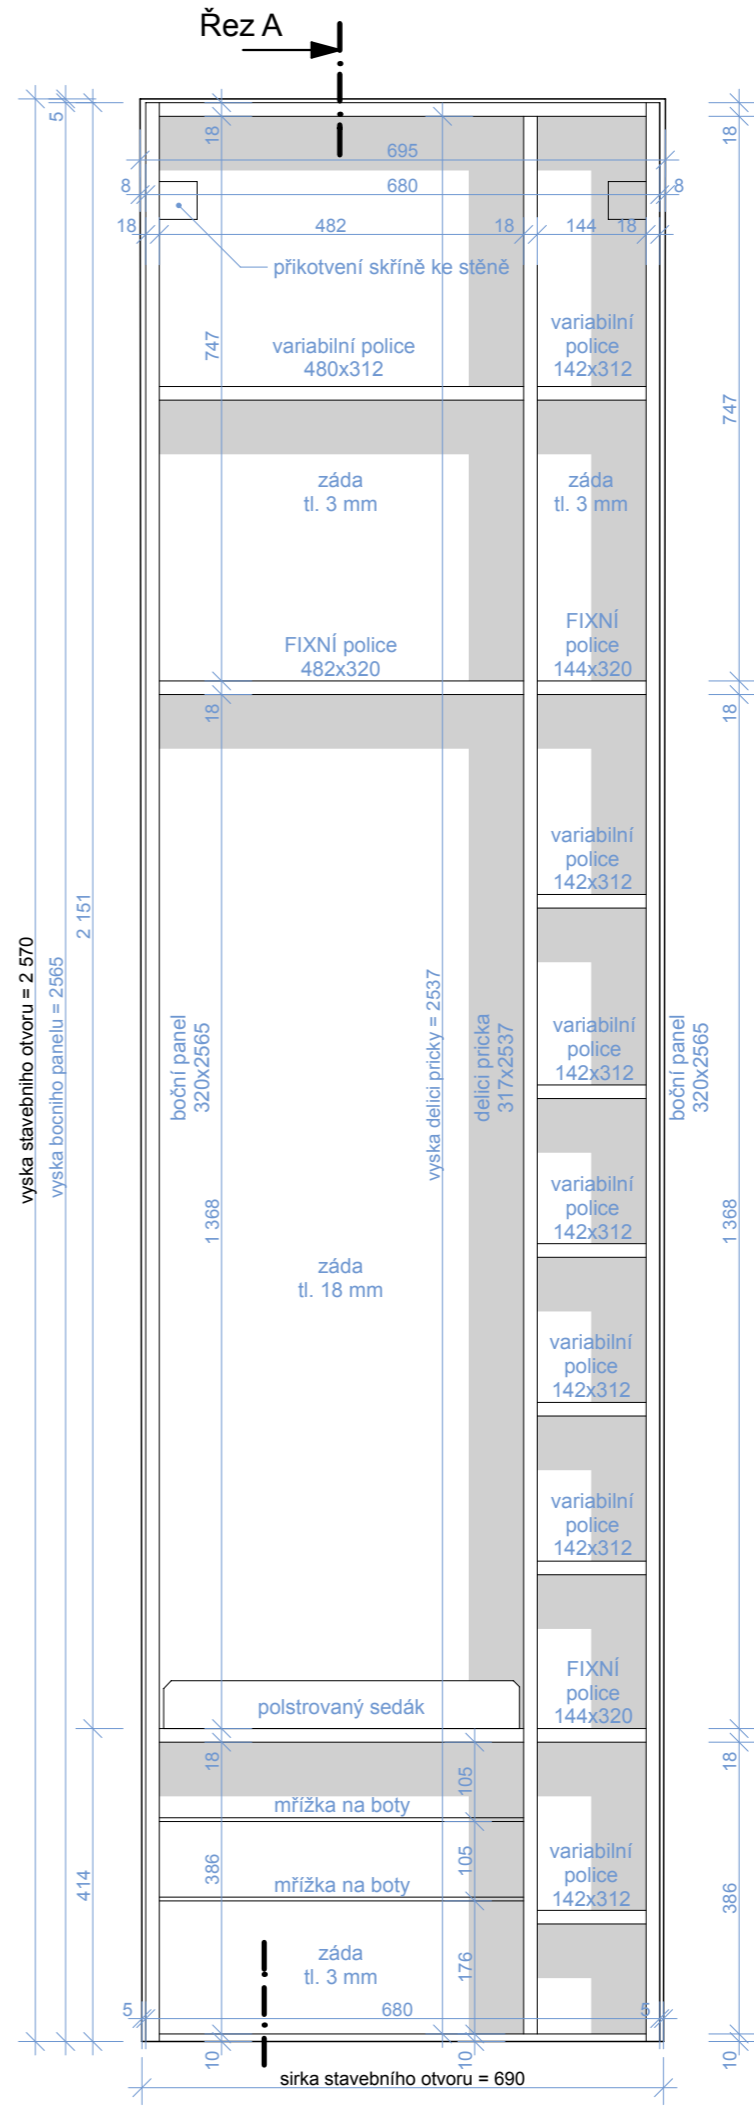 Řez A
5
18
18
695
8
680
8
18
482
18
144
18
přikotvení skříně ke stěně
747
variabilní police
480x312
variabilní
police
142x312
747
záda
tl. 3 mm
záda
tl. 3 mm
FIXNÍ police
482x320
FIXNÍ
police
144x320
18
18
variabilní
police
142x312
2 151
vyska stavebniho otvoru = 2 570
vyska bocniho panelu = 2565
boční panel
320x2565
vyska delici pricky = 2537
delici pricka
317x2537
variabilní
police
142x312
boční panel
320x2565
1 368
variabilní
police
142x312
1 368
záda
tl. 18 mm
variabilní
police
142x312
variabilní
police
142x312
polstrovaný sedák
FIXNÍ
police
144x320
18
105
18
mřížka na boty
414
386
105
mřížka na boty
variabilní
police
142x312
386
záda
tl. 3 mm
176
5
680
5
10
10
10
sirka stavebního otvoru = 690